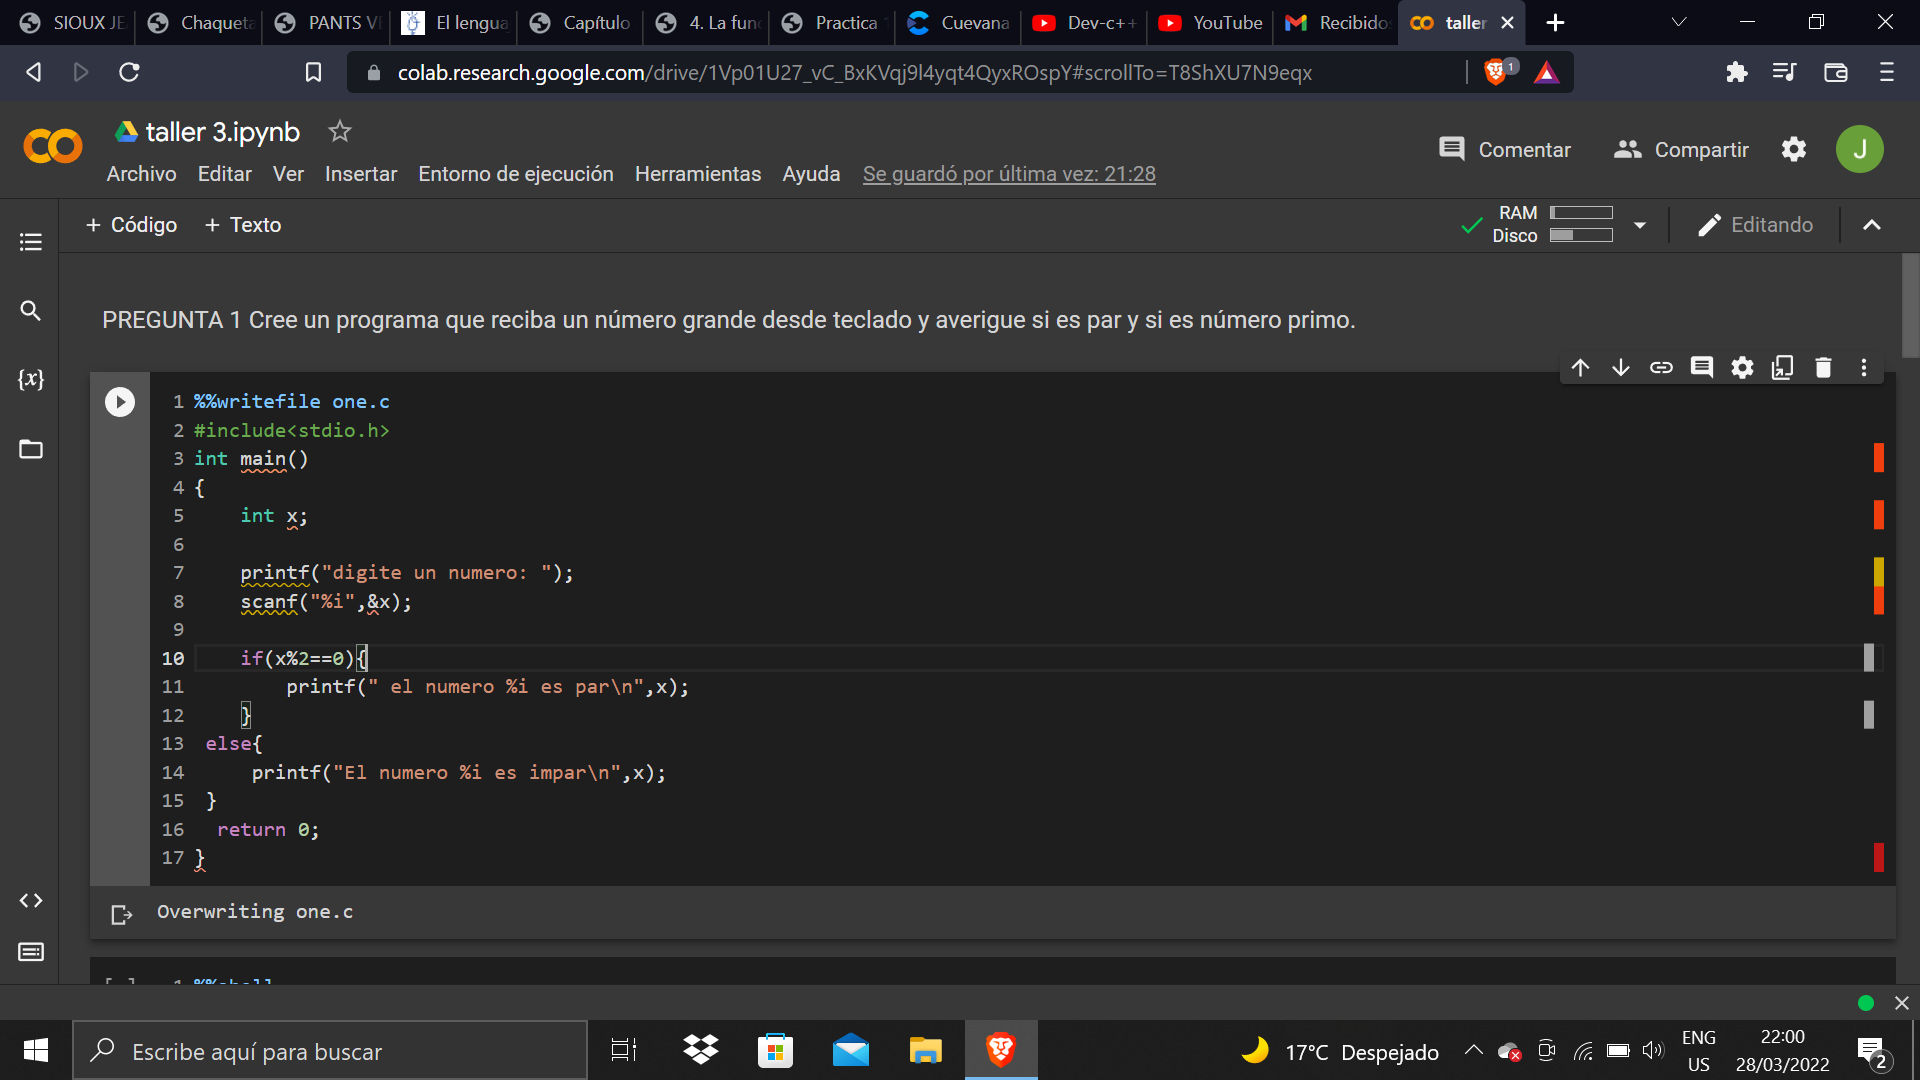 SIOUX JE
Chaqueta
PANTS VE
El lengua
Capítulo
4. La fun
Practica
Cuevana
Dev-c++
YouTube
Recibidos
taller
colab.research.google.com/drive/1Vp01U27_vC_BxKVqj9l4yqt4QyxROspY#scrollTo=T8ShXU7N9eqx
1
taller 3.ipynb
Comentar
Compartir
J
Archivo Editar Ver Insertar Entorno de ejecución Herramientas Ayuda Se guardó por última vez: 21:28
+ Código + Texto
RAM
Disco
Editando
PREGUNTA 1 Cree un programa que reciba un número grande desde teclado y averigue si es par y si es número primo.
{x}
1 %%writefile one.c
2 #include<stdio.h>
3 int main()
4 {
5 int x;
6
7 printf("digite un numero: ");
8 scanf("%i",&x);
9
10 if(x%2==0){
11 printf(" el numero %i es par\n",x);
12 }
13 else{
14 printf("El numero %i es impar\n",x);
15 }
16 return 0;
17 }
Overwriting one.c
[ ] 1 %%shell
Escribe aquí para buscar
17°C Despejado
ENG
US
22:00
28/03/2022
2